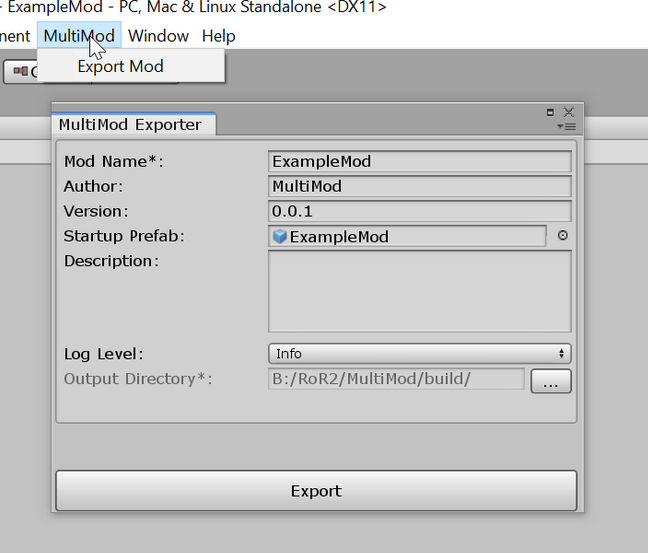 - ExampleMod - PC, Mac & Linux Standalone <DX11>
nent MultiMod Window Help
Export Mod
MultiMod Exporter
Mod Name*: ExampleMod
Author: MultiMod
Version: 0.0.1
Startup Prefab: ExampleMod
Description:
Log Level: Info
Output Directory*: B:/RoR2/MultiMod/build/ ...
Export